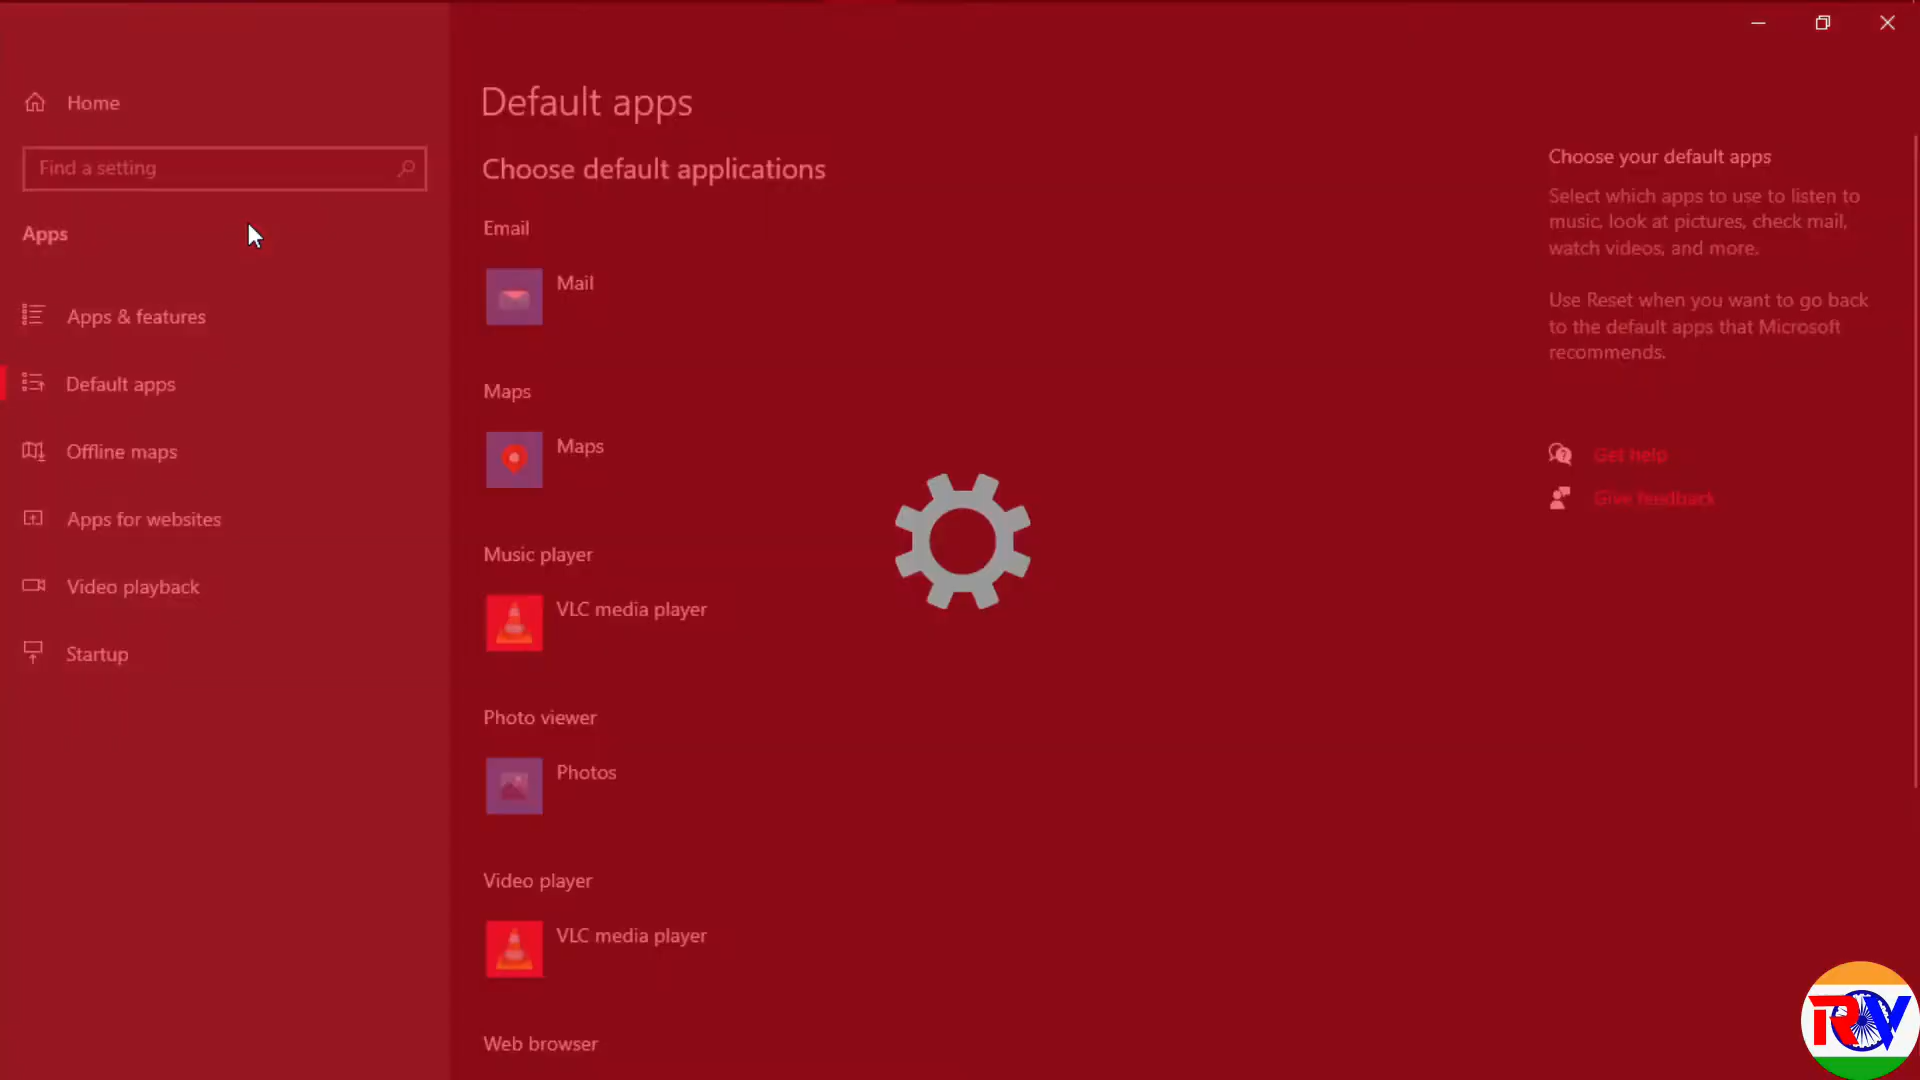 Home
Find a setting
Apps
Apps & features
Default apps
Offline maps
Apps for websites
Video playback
Startup
Default apps
Choose default applications
Email
Mail
Maps
Maps
Music player
VLC media player
Photo viewer
Photos
Video player
VLC media player
Web browser
Choose your default apps
Select which apps to use to listen to
music, look at pictures, check mail,
watch videos, and more.
Use Reset when you want to go back
to the default apps that Microsoft
recommends.
Get help
Give feedback
RV